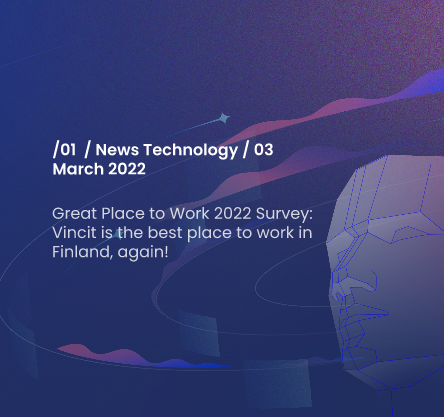 /01 / News Technology / 03
March 2022
Great Place to Work 2022 Survey:
Vincit is the best place to work in
Finland, again!